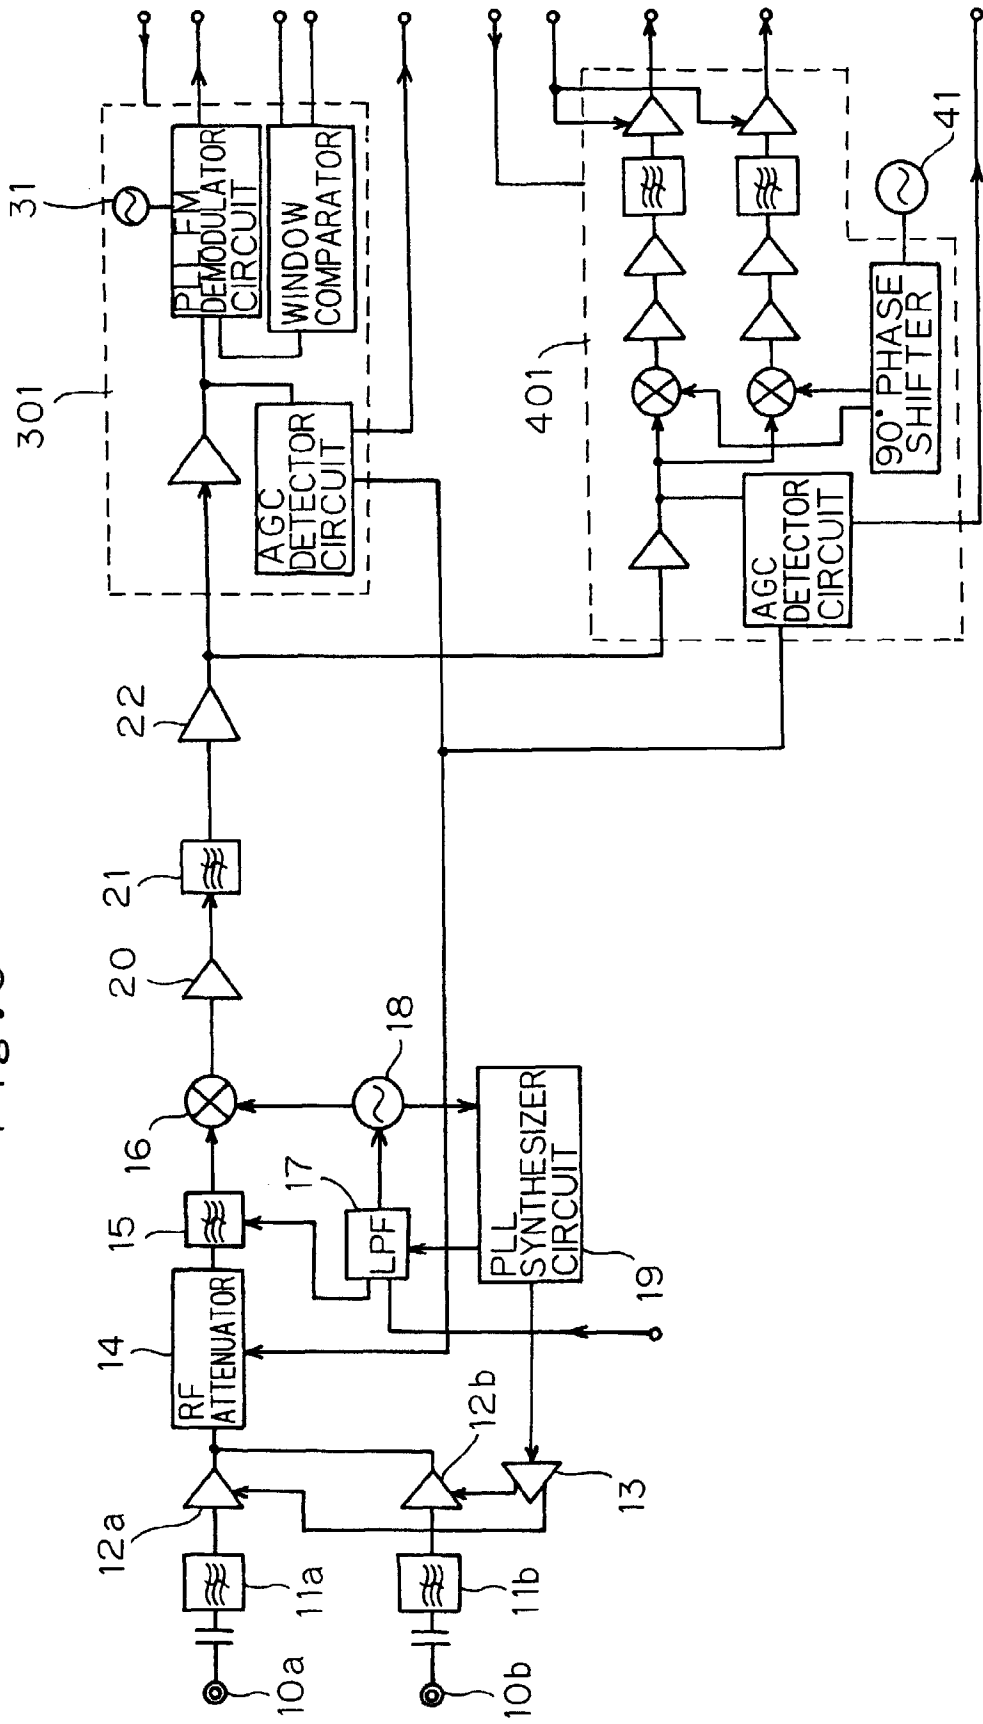 10a
10b
11a
11b
12a
12b
13
RF
ATTENUATOR
14
15
16
LPF
17
18
PLL
SYNTHESIZER
CIRCUIT
19
20
21
22
301
31
PLL FM
DEMODULATOR
CIRCUIT
WINDOW
COMPARATOR
AGC
DETECTOR
CIRCUIT
401
AGC
DETECTOR
CIRCUIT
90° PHASE
SHIFTER
41